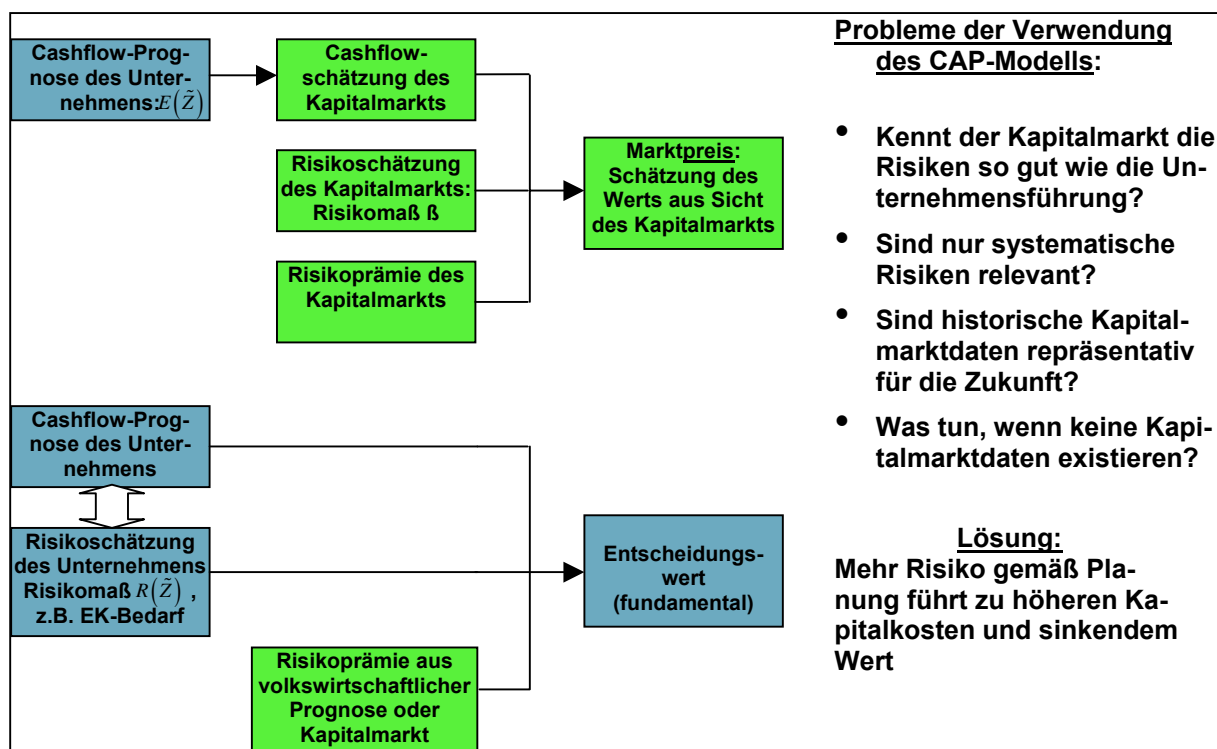 Cashflow-Prog-
nose des Unter-
nehmens:E(Z̃)
Cashflow-
schätzung des
Kapitalmarkts
Risikoschätzung
des Kapitalmarkts:
Risikomaß ß
Risikoprämie des
Kapitalmarkts
Marktpreis:
Schätzung des
Werts aus Sicht
des Kapitalmarkts
Cashflow-Prog-
nose des Unter-
nehmens
Risikoschätzung
des Unternehmens
Risikomaß R(Z̃) ,
z.B. EK-Bedarf
Risikoprämie aus
volkswirtschaftlicher
Prognose oder
Kapitalmarkt
Entscheidungs-
wert
(fundamental)
Probleme der Verwendung
des CAP-Modells:
• Kennt der Kapitalmarkt die
Risiken so gut wie die Un-
ternehmensführung?
• Sind nur systematische
Risiken relevant?
• Sind historische Kapital-
marktdaten repräsentativ
für die Zukunft?
• Was tun, wenn keine Kapi-
talmarktdaten existieren?
Lösung:
Mehr Risiko gemäß Pla-
nung führt zu höheren Ka-
pitalkosten und sinkendem
Wert